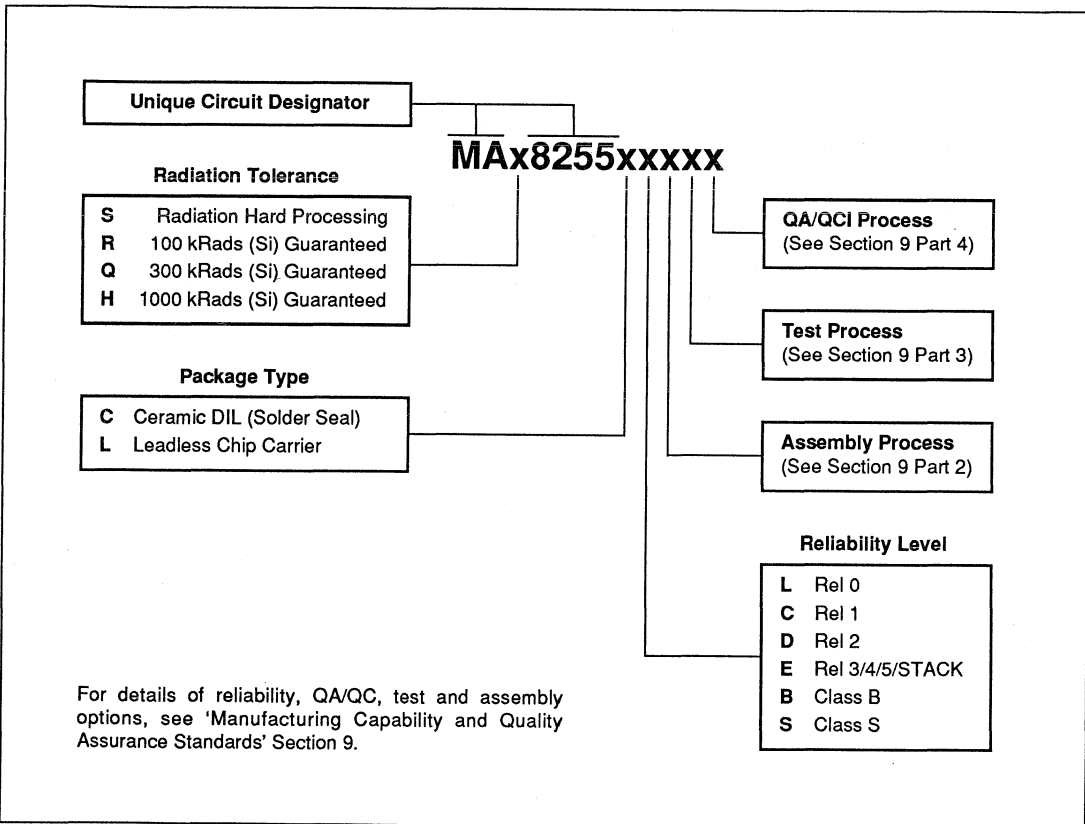 Unique Circuit Designator
MAx8255xxxxx
Radiation Tolerance
S Radiation Hard Processing
R 100 kRads (Si) Guaranteed
Q 300 kRads (Si) Guaranteed
H 1000 kRads (Si) Guaranteed
Package Type
C Ceramic DIL (Solder Seal)
L Leadless Chip Carrier
QA/QCI Process
(See Section 9 Part 4)
Test Process
(See Section 9 Part 3)
Assembly Process
(See Section 9 Part 2)
Reliability Level
L Rel 0
C Rel 1
D Rel 2
E Rel 3/4/5/STACK
B Class B
S Class S
For details of reliability, QA/QC, test and assembly
options, see 'Manufacturing Capability and Quality
Assurance Standards' Section 9.